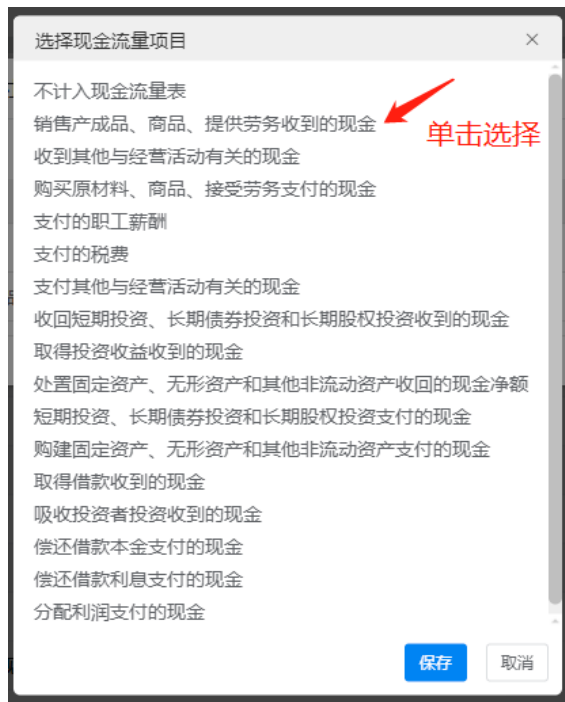 选择现金流量项目
不计入现金流量表
销售产成品、商品、提供劳务收到的现金
单击选择
收到其他与经营活动有关的现金
购买原材料、商品、接受劳务支付的现金
支付的职工薪酬
支付的税费
支付其他与经营活动有关的现金
收回短期投资、长期债券投资和长期股权投资收到的现金
取得投资收益收到的现金
处置固定资产、无形资产和其他非流动资产收回的现金净额
短期投资、长期债券投资和长期股权投资支付的现金
购建固定资产、无形资产和其他非流动资产支付的现金
取得借款收到的现金
吸收投资者投资收到的现金
偿还借款本金支付的现金
偿还借款利息支付的现金
分配利润支付的现金
保存 取消